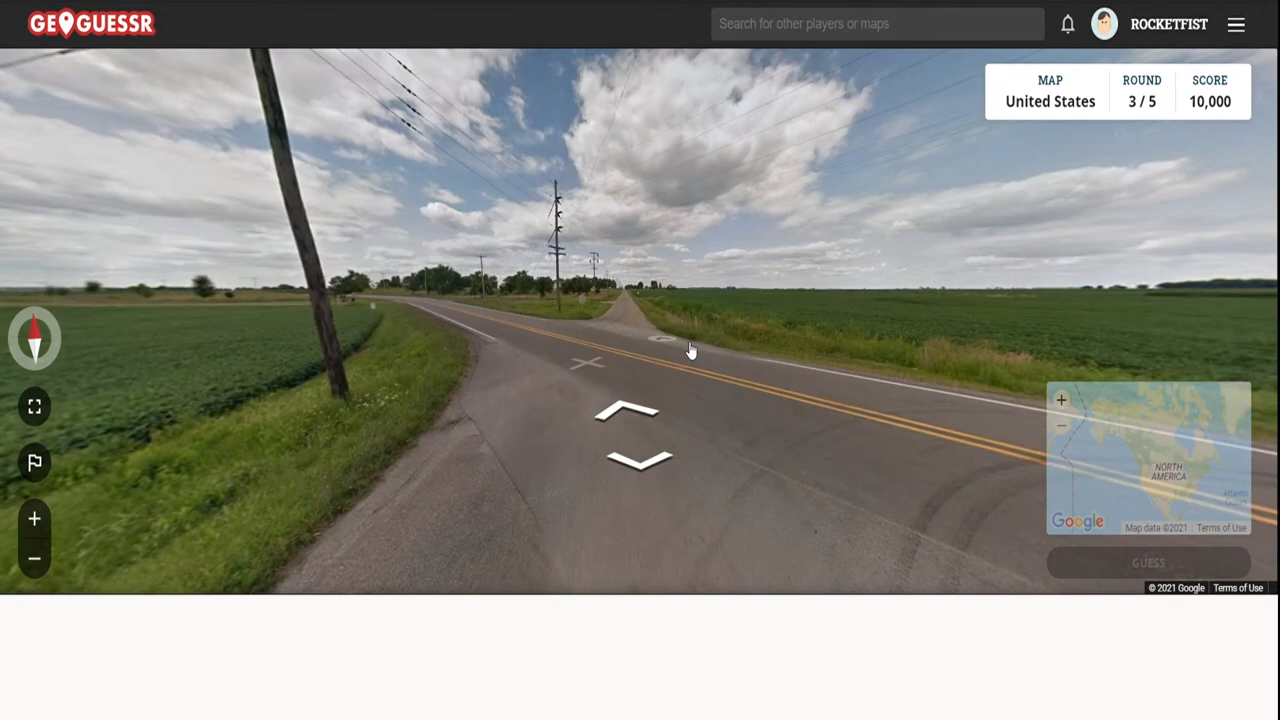 GEOGUESSR
Search for other players or maps
ROCKETFIST
MAP ROUND SCORE
United States 3 / 5 10,000
+
−
+
−
NORTH
AMERICA
Atlantic
Google Map data ©2021 Terms of Use
GUESS
© 2021 Google Terms of Use